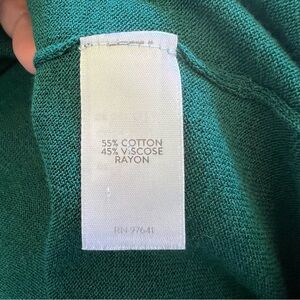 55% COTTON
45% VISCOSE
RAYON
RN 97641